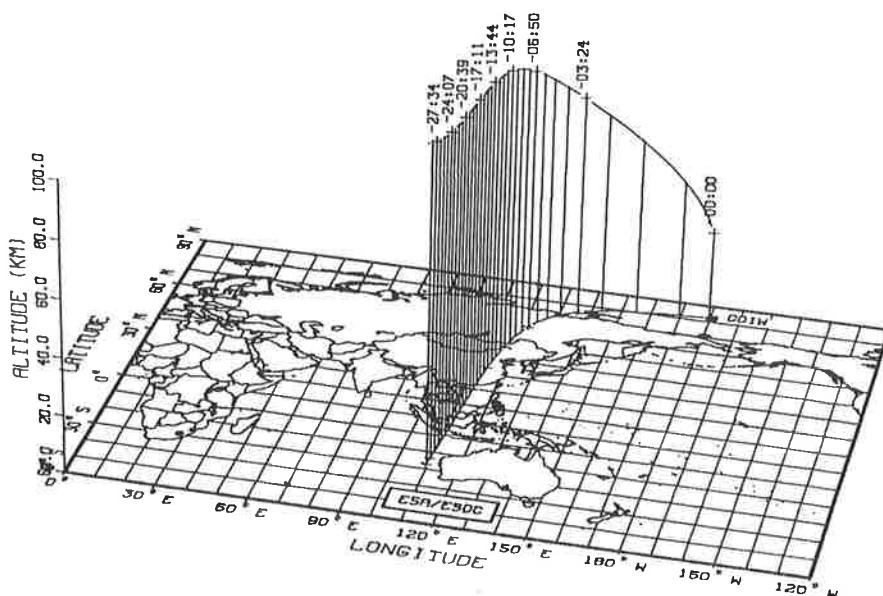 -27:34
-24:07
-20:39
-17:11
-13:44
-10:17
-06:50
-03:24
-00:00
100.0
80.0
60.0
40.0
20.0
ALTITUDE (KM)
LATITUDE
90° N
60° N
30° N
0°
30° S
0°
30° E
60° E
90° E
120° E
150° E
180° W
150° W
120° W
LONGITUDE
ESA/ESOC